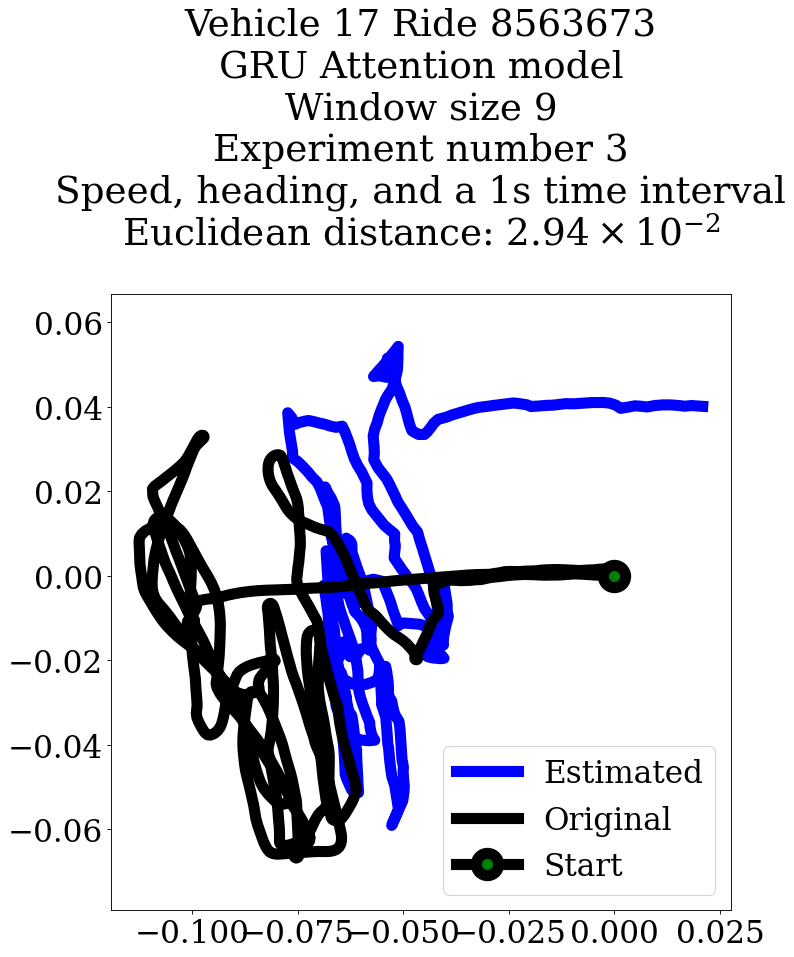 Vehicle 17 Ride 8563673
GRU Attention model
Window size 9
Experiment number 3
Speed, heading, and a 1s time interval
Euclidean distance: 2.94 × 10⁻²
0.06
0.04
0.02
0.00
−0.02
−0.04
−0.06
Estimated
Original
Start
−0.100 −0.075 −0.050 −0.025 0.000 0.025